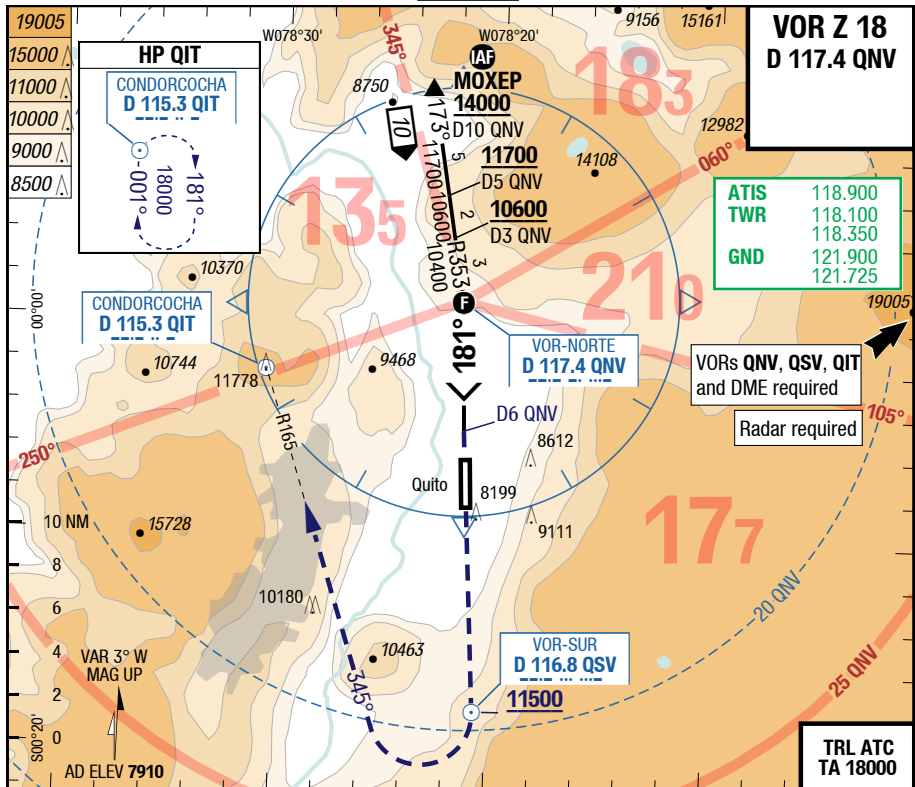 19005
15000
11000
10000
9000
8500
HP QIT
CONDORCOCHA
D 115.3 QIT
001°
18000
181°
W078°30'
W078°20'
9156
15161
VOR Z 18
D 117.4 QNV
345°
IAF
MOXEP
14000
D10 QNV
8750
10
173°
5
11700
11700
D5 QNV
10600
10600
D3 QNV
2
3
R353
10400
183
12982
14108
060°
ATIS 118.900
TWR 118.100
118.350
GND 121.900
121.725
135
210
10370
00°00'
F
19005
CONDORCOCHA
D 115.3 QIT
181°
VOR-NORTE
D 117.4 QNV
VORs QNV, QSV, QIT
and DME required
Radar required
105°
10744
11778
9468
D6 QNV
R165
250°
8612
Quito
8199
9111
177
10 NM
8
6
4
2
0
15728
10180
10463
20 QNV
25 QNV
VAR 3° W
MAG UP
345°
VOR-SUR
D 116.8 QSV
11500
S00°20'
AD ELEV 7910
TRL ATC
TA 18000